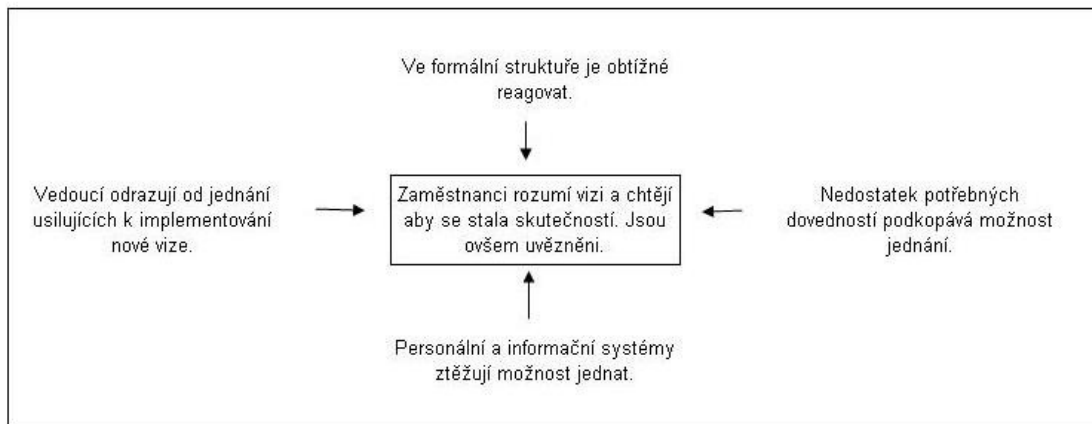 Ve formální struktuře je obtížné
reagovat.
Vedoucí odrazují od jednání
usilujících k implementování
nové vize.
Zaměstnanci rozumí vizi a chtějí
aby se stala skutečností. Jsou
ovšem uvězněni.
Nedostatek potřebných
dovedností podkopává možnost
jednání.
Personální a informační systémy
ztěžují možnost jednat.